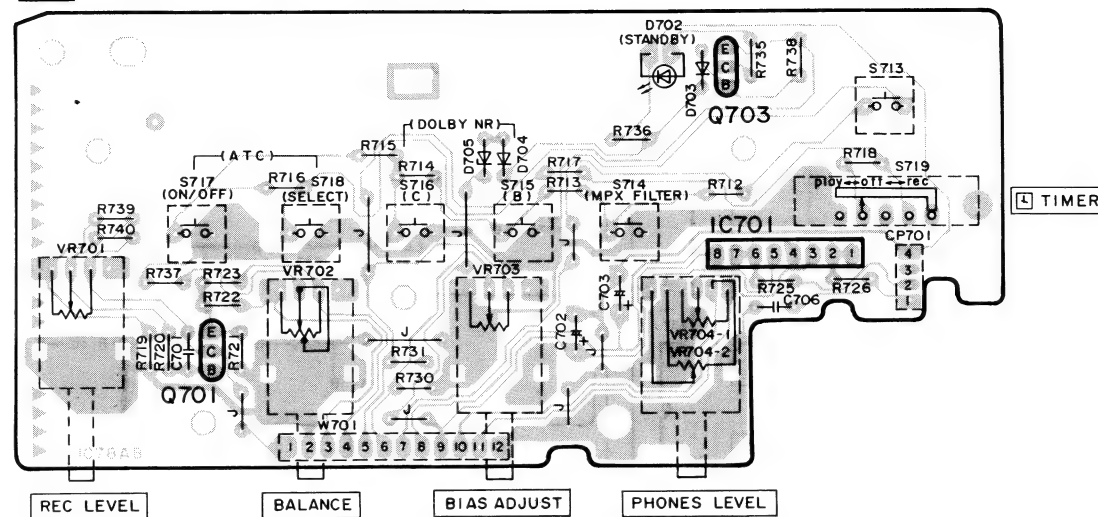 D702
(STANDBY)
E
C
B
R735
R738
D703
Q703
S713
R736
(DOLBY NR)
D705
D704
R715
R714
R717
R713
R718
S719
play↔off↔rec
(ATC)
S717
(ON/OFF)
R716
S718
(SELECT)
S716
(C)
S715
(B)
S714
(MPX FILTER)
R712
L TIMER
R739
R740
J
J
J
IC701
8 7 6 5 4 3 2 1
CP701
4
3
2
1
VR701
R737
R723
R722
VR702
VR703
C703
+
R725
R726
C706
VR704-1
VR704-2
C702
+
J
J
R731
R730
J
J
R719
R720
C701
E
C
B
R721
Q701
J
W701
1 2 3 4 5 6 7 8 9 10 11 12
1078AB
REC LEVEL
BALANCE
BIAS ADJUST
PHONES LEVEL